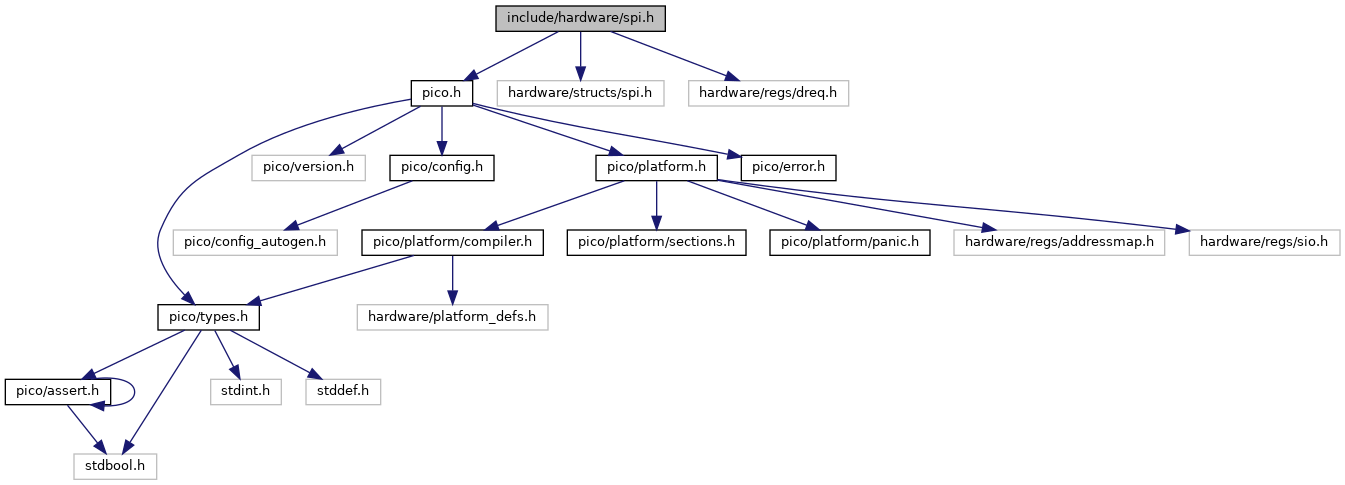 include/hardware/spi.h
pico.h
hardware/structs/spi.h
hardware/regs/dreq.h
pico/version.h
pico/config.h
pico/platform.h
pico/error.h
pico/config_autogen.h
pico/platform/compiler.h
pico/platform/sections.h
pico/platform/panic.h
hardware/regs/addressmap.h
hardware/regs/sio.h
pico/types.h
hardware/platform_defs.h
pico/assert.h
stdint.h
stddef.h
stdbool.h